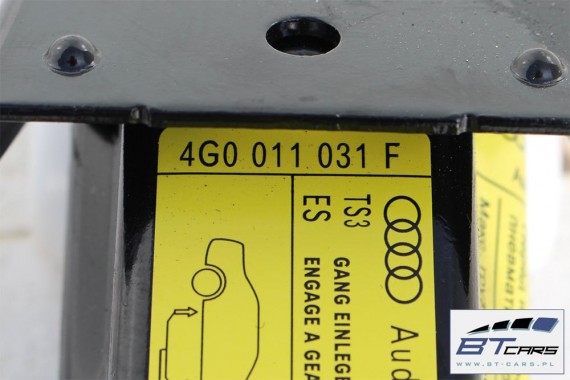 4G0 011 031 F
TS3
ES
GANG EINLEGE
ENGAGE A GEA
Aud
BT CARS
WWW.BT-CARS.PL